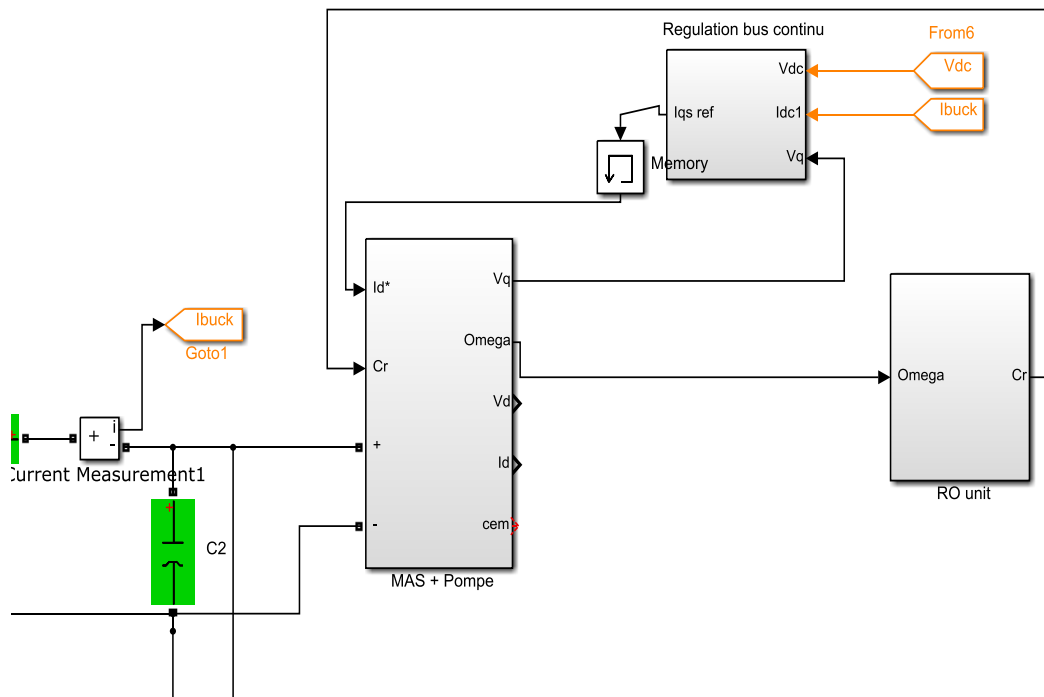 Regulation bus continu
From6
Vdc
Vdc
Iqs ref
Idc1
Ibuck
Vq
Memory
Id*
Vq
Ibuck
Goto1
Omega
Cr
Omega
Cr
Vd
i
+
-
+
Current Measurement1
Id
RO unit
+
C2
-
cem
MAS + Pompe